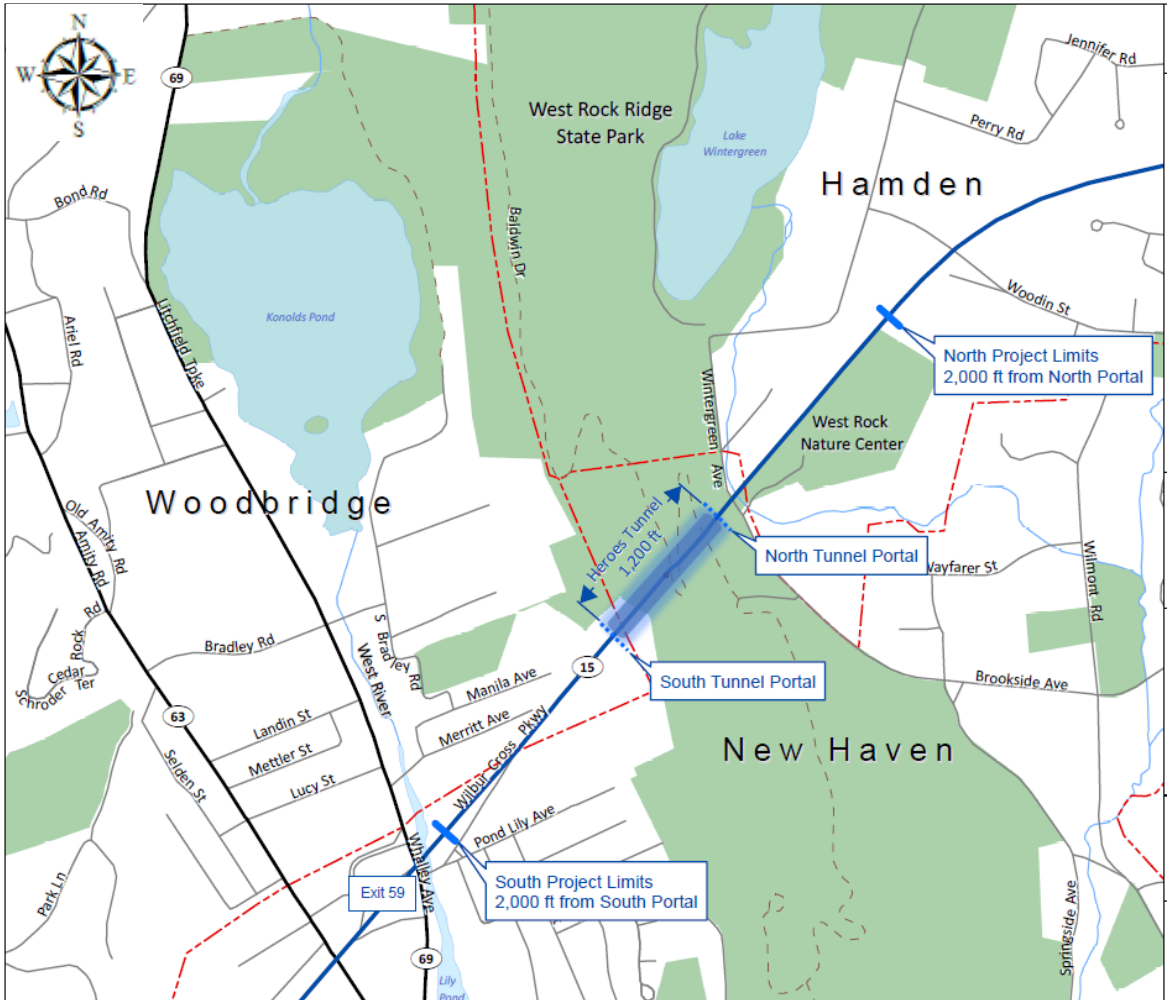 N
W
E
S
69
West Rock Ridge
State Park
Lake
Wintergreen
Jennifer Rd
Perry Rd
Hamden
Bond Rd
Baldwin Dr
Konolds Pond
Ariel Rd
Litchfield Tpke
Woodin St
North Project Limits
2,000 ft from North Portal
Wintergreen Ave
West Rock
Nature Center
Woodbridge
Old Amity Rd
Amity Rd
Heroes Tunnel
1,200 ft
North Tunnel Portal
Wayfarer St
Wilmont Rd
Rock Rd
Cedar
Schroder Ter
Bradley Rd
S Bradley Rd
West River
15
South Tunnel Portal
Manila Ave
Brookside Ave
63
Landin St
Merritt Ave
Mettler St
Selden St
Lucy St
Wilbur Cross Pkwy
New Haven
Pond Lily Ave
Whalley Ave
Park Ln
Exit 59
South Project Limits
2,000 ft from South Portal
Springside Ave
69
Lily
Pond